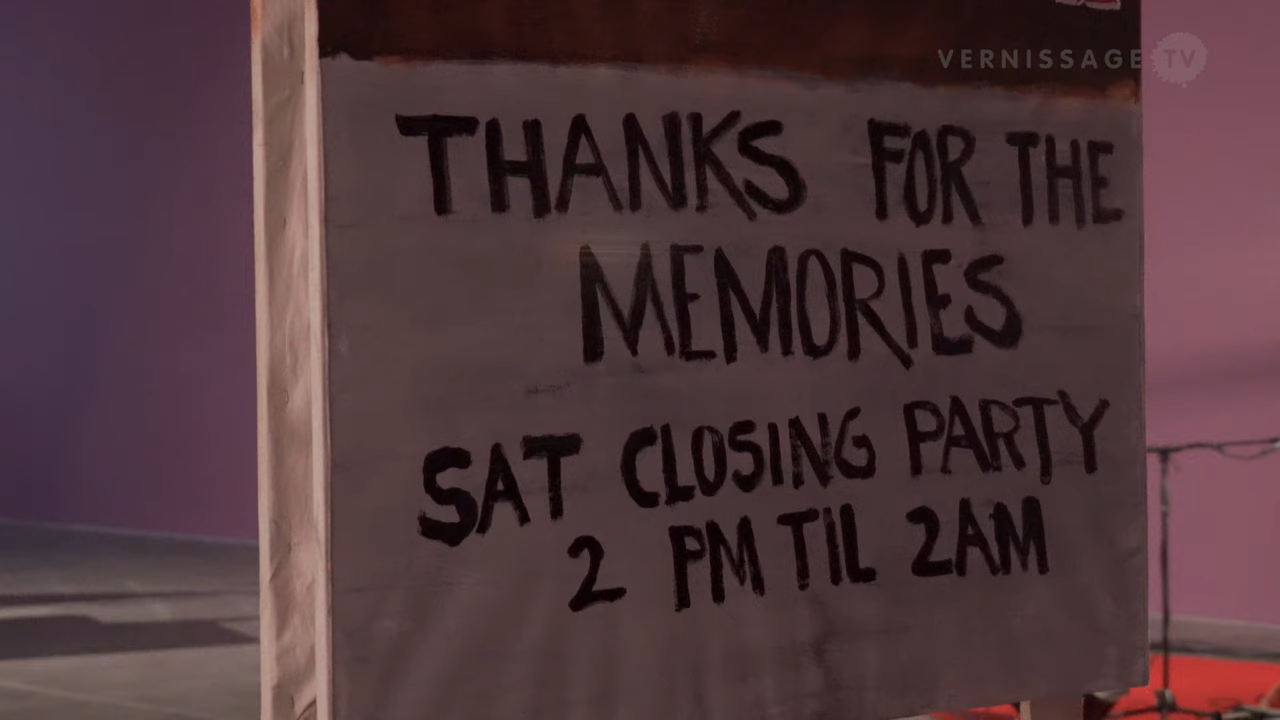 VERNISSAGE TV
THANKS FOR THE
MEMORIES
SAT CLOSING PARTY
2 PM TIL 2AM